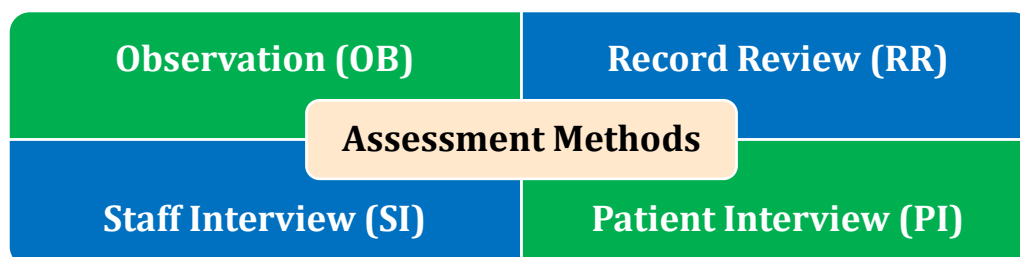 Observation (OB)
Record Review (RR)
Assessment Methods
Staff Interview (SI)
Patient Interview (PI)